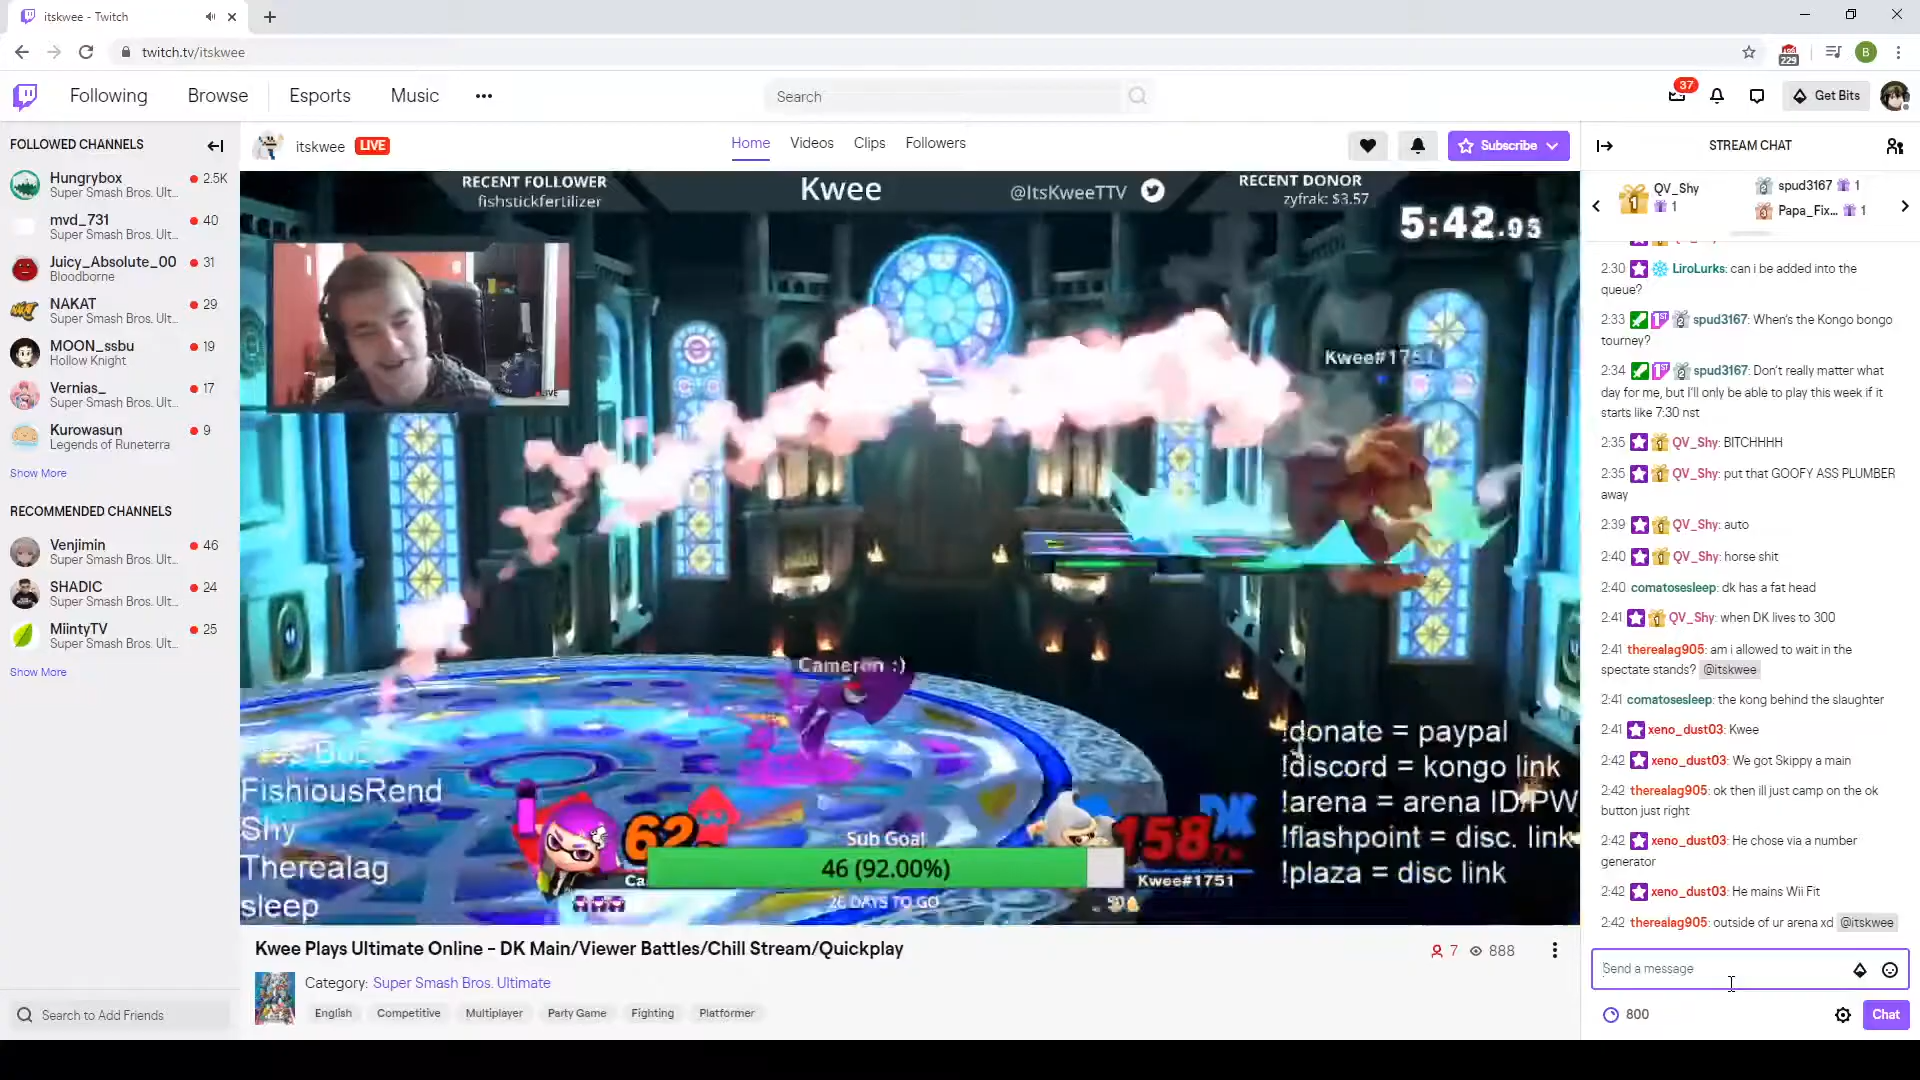 itskwee - Twitch
twitch.tv/itskwee
229
B
Following
Browse
Esports
Music
Search
37
Get Bits
FOLLOWED CHANNELS
Hungrybox
2.5K
Super Smash Bros. Ult...
mvd_731
40
Super Smash Bros. Ult...
Juicy_Absolute_00
31
Bloodborne
NAKAT
29
Super Smash Bros. Ult...
MOON_ssbu
19
Hollow Knight
Vernias_
17
Super Smash Bros. Ult...
Kurowasun
9
Legends of Runeterra
Show More
RECOMMENDED CHANNELS
Venjimin
46
Super Smash Bros. Ult...
SHADIC
24
Super Smash Bros. Ult...
MiintyTV
25
Super Smash Bros. Ult...
Show More
Search to Add Friends
itskwee
LIVE
Home
Videos
Clips
Followers
Subscribe
RECENT FOLLOWER
fishstickfertilizer
Kwee
@ItsKweeTTV
RECENT DONOR
zyfrak: $3.57
5:42.93
LIVE
Kwee#1751
Cameron :)
FishiousRend
Shy
Therealag
sleep
!donate = paypal
!discord = kongo link
!arena = arena ID/PW
!flashpoint = disc. link
!plaza = disc link
62
Sub Goal
46 (92.00%)
26 DAYS TO GO
158
DK
Kwee#1751
Kwee Plays Ultimate Online - DK Main/Viewer Battles/Chill Stream/Quickplay
7
888
Category: Super Smash Bros. Ultimate
English
Competitive
Multiplayer
Party Game
Fighting
Platformer
STREAM CHAT
1
QV_Shy
1
spud3167
1
Papa_Fix...
1
2:30 LiroLurks: can i be added into the
queue?
2:33 spud3167: When's the Kongo bongo
tourney?
2:34 spud3167: Don't really matter what
day for me, but I'll only be able to play this week if it
starts like 7:30 nst
2:35 QV_Shy: BITCHHHH
2:35 QV_Shy: put that GOOFY ASS PLUMBER
away
2:39 QV_Shy: auto
2:40 QV_Shy: horse shit
2:40 comatosesleep: dk has a fat head
2:41 QV_Shy: when DK lives to 300
2:41 therealag905: am i allowed to wait in the
spectate stands? @itskwee
2:41 comatosesleep: the kong behind the slaughter
2:41 xeno_dust03: Kwee
2:42 xeno_dust03: We got Skippy a main
2:42 therealag905: ok then ill just camp on the ok
button just right
2:42 xeno_dust03: He chose via a number
generator
2:42 xeno_dust03: He mains Wii Fit
2:42 therealag905: outside of ur arena xd @itskwee
Send a message
800
Chat